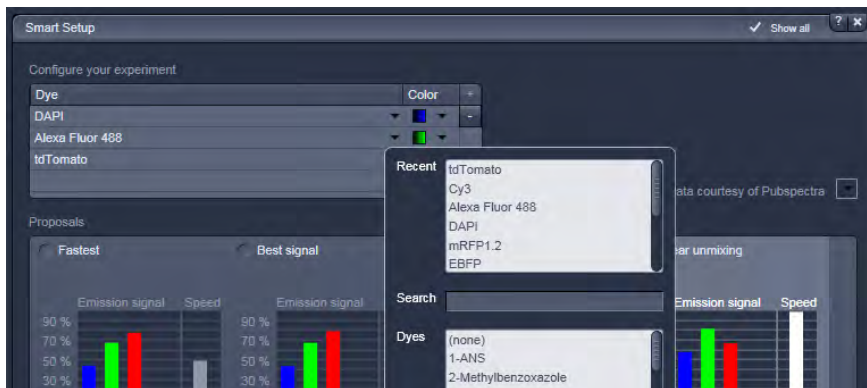 Smart Setup
Show all
?
Configure your experiment
Dye Color +
DAPI -
Alexa Fluor 488
tdTomato
Recent
tdTomato
Cy3
Alexa Fluor 488
DAPI
mRFP1.2
EBFP
ata courtesy of Pubspectra
Proposals
Fastest
Best signal
ear unmixing
Search
Emission signal Speed
Emission signal
Emission signal Speed
90 %
70 %
50 %
30 %
90 %
70 %
50 %
30 %
Dyes
(none)
1-ANS
2-Methylbenzoxazole